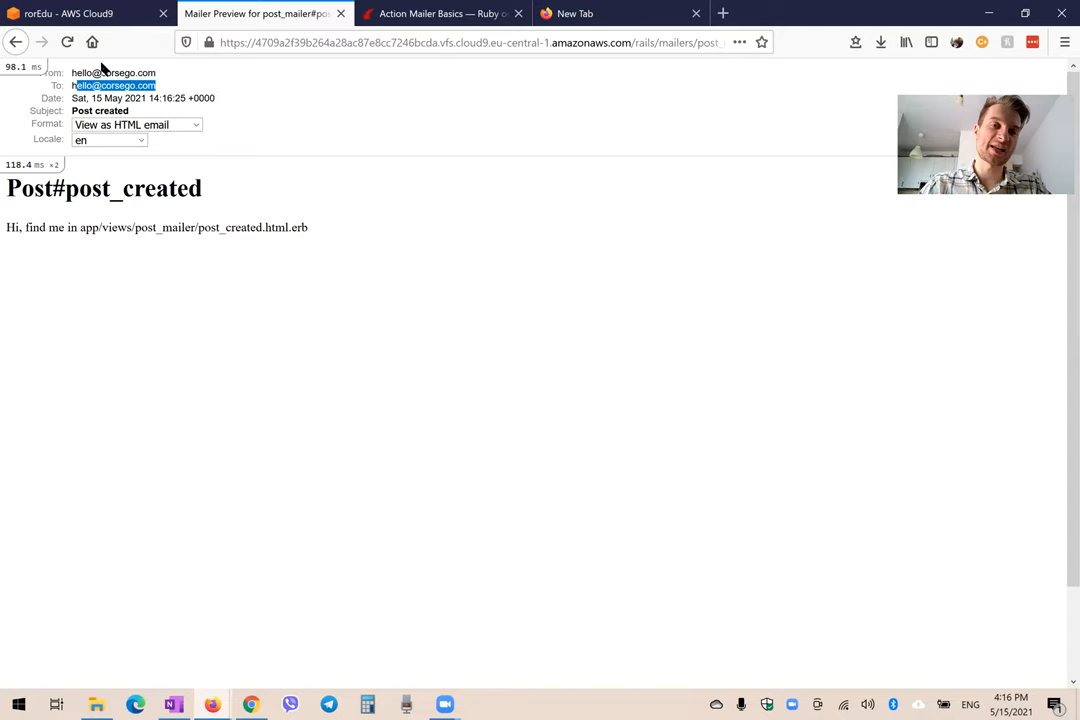 rorEdu - AWS Cloud9
Mailer Preview for post_mailer#pos
Action Mailer Basics — Ruby o
New Tab
https://4709a2f39b264a28ac87e8cc7246bcda.vfs.cloud9.eu-central-1.amazonaws.com/rails/mailers/post_
98.1 ms
From: hello@corsego.com
To: hello@corsego.com
Date: Sat, 15 May 2021 14:16:25 +0000
Subject: Post created
Format: View as HTML email
Locale: en
118.4 ms ×2
Post#post_created
Hi, find me in app/views/post_mailer/post_created.html.erb
ENG
4:16 PM
5/15/2021
1